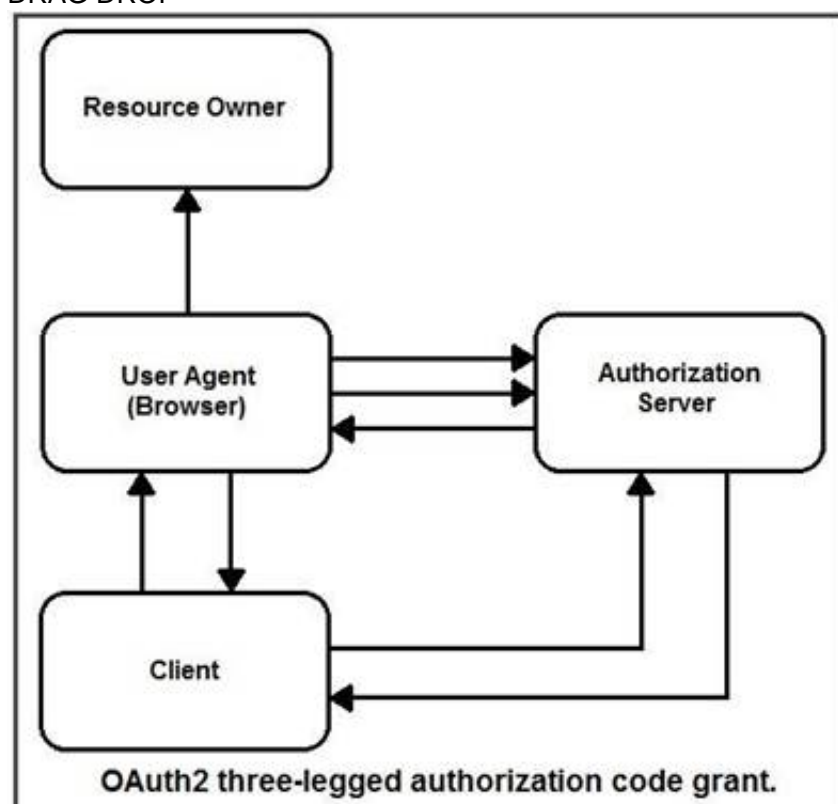 Resource Owner
User Agent
(Browser)
Authorization
Server
Client
OAuth2 three-legged authorization code grant.